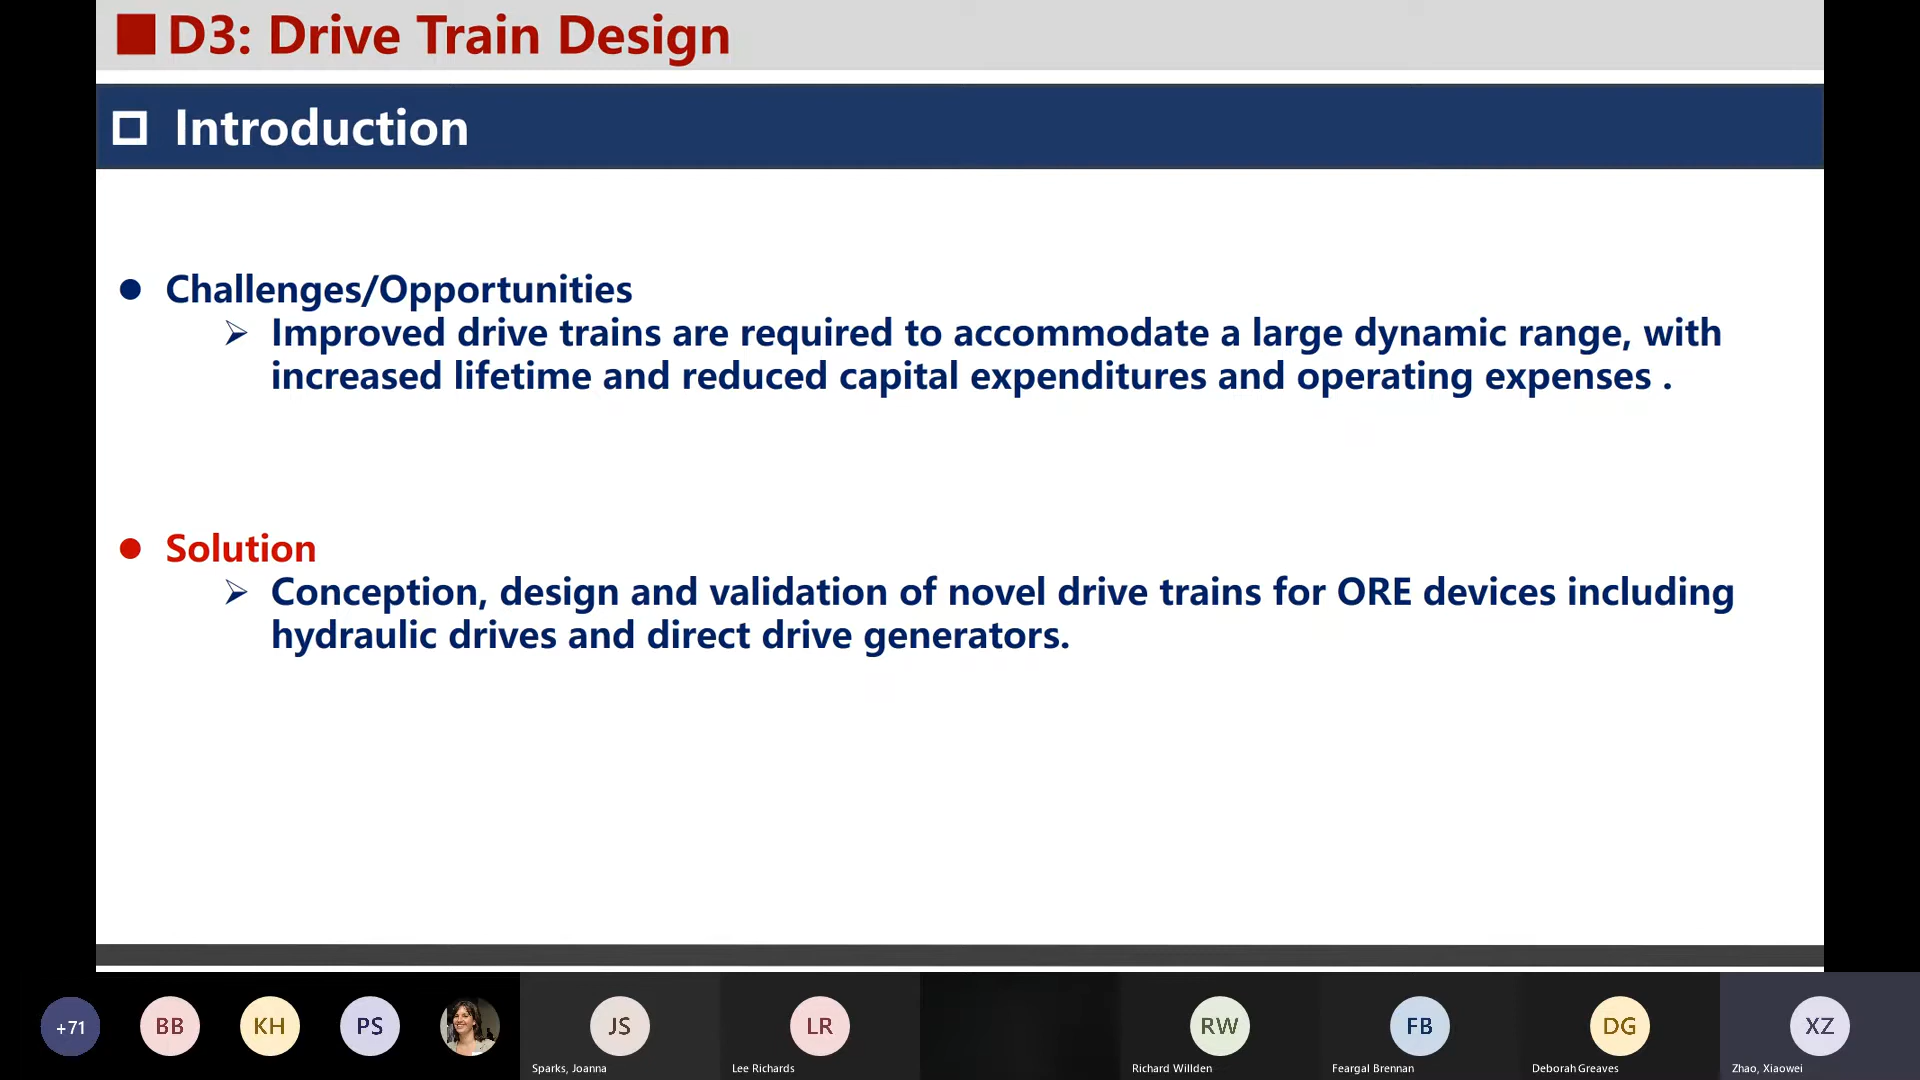 D3: Drive Train Design
Introduction
Challenges/Opportunities
Improved drive trains are required to accommodate a large dynamic range, with
increased lifetime and reduced capital expenditures and operating expenses .
Solution
Conception, design and validation of novel drive trains for ORE devices including
hydraulic drives and direct drive generators.
+71
BB
KH
PS
JS
LR
RW
FB
DG
XZ
Sparks, Joanna
Lee Richards
Richard Willden
Feargal Brennan
Deborah Greaves
Zhao, Xiaowei